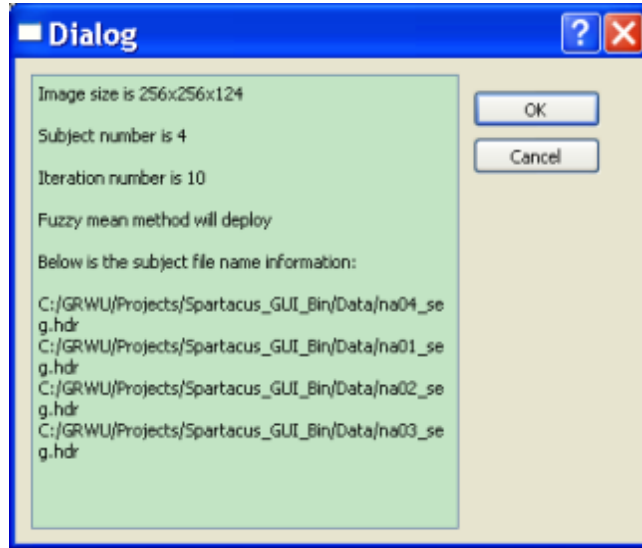 Dialog
Image size is 256x256x124
Subject number is 4
Iteration number is 10
Fuzzy mean method will deploy
Below is the subject file name information:
C:/GRWU/Projects/Spartacus_GUI_Bin/Data/na04_se
g.hdr
C:/GRWU/Projects/Spartacus_GUI_Bin/Data/na01_se
g.hdr
C:/GRWU/Projects/Spartacus_GUI_Bin/Data/na02_se
g.hdr
C:/GRWU/Projects/Spartacus_GUI_Bin/Data/na03_se
g.hdr
OK
Cancel